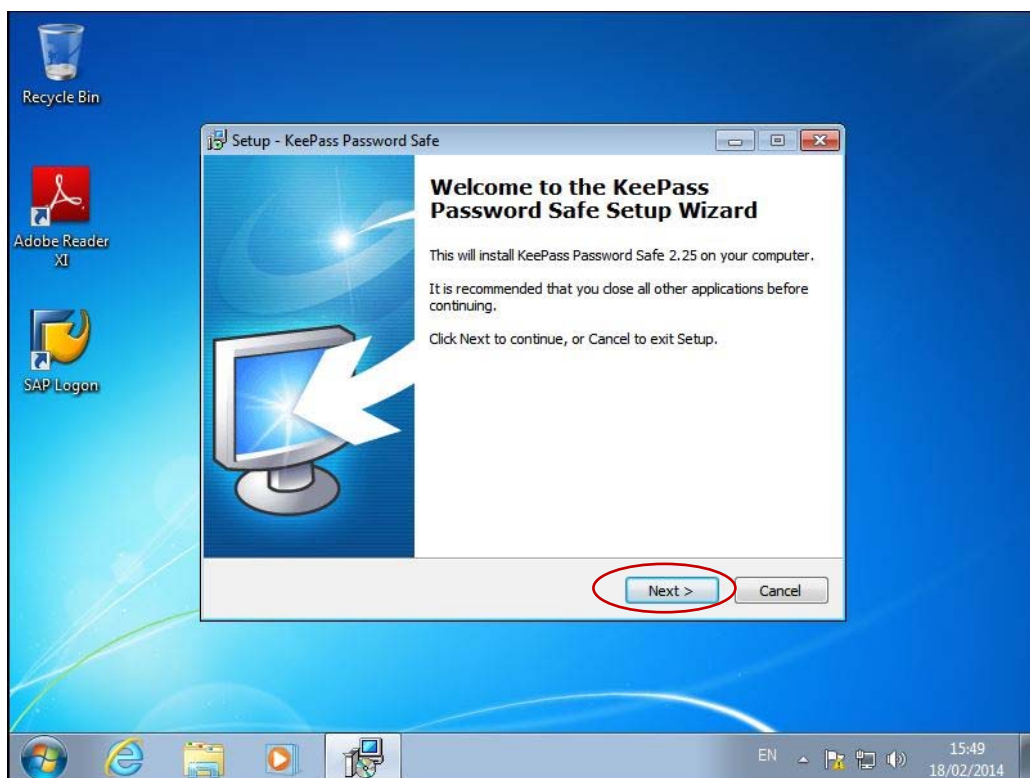 Recycle Bin
Adobe Reader
XI
SAP Logon
Setup - KeePass Password Safe
Welcome to the KeePass
Password Safe Setup Wizard
This will install KeePass Password Safe 2.25 on your computer.
It is recommended that you close all other applications before
continuing.
Click Next to continue, or Cancel to exit Setup.
Next >
Cancel
EN
15:49
18/02/2014